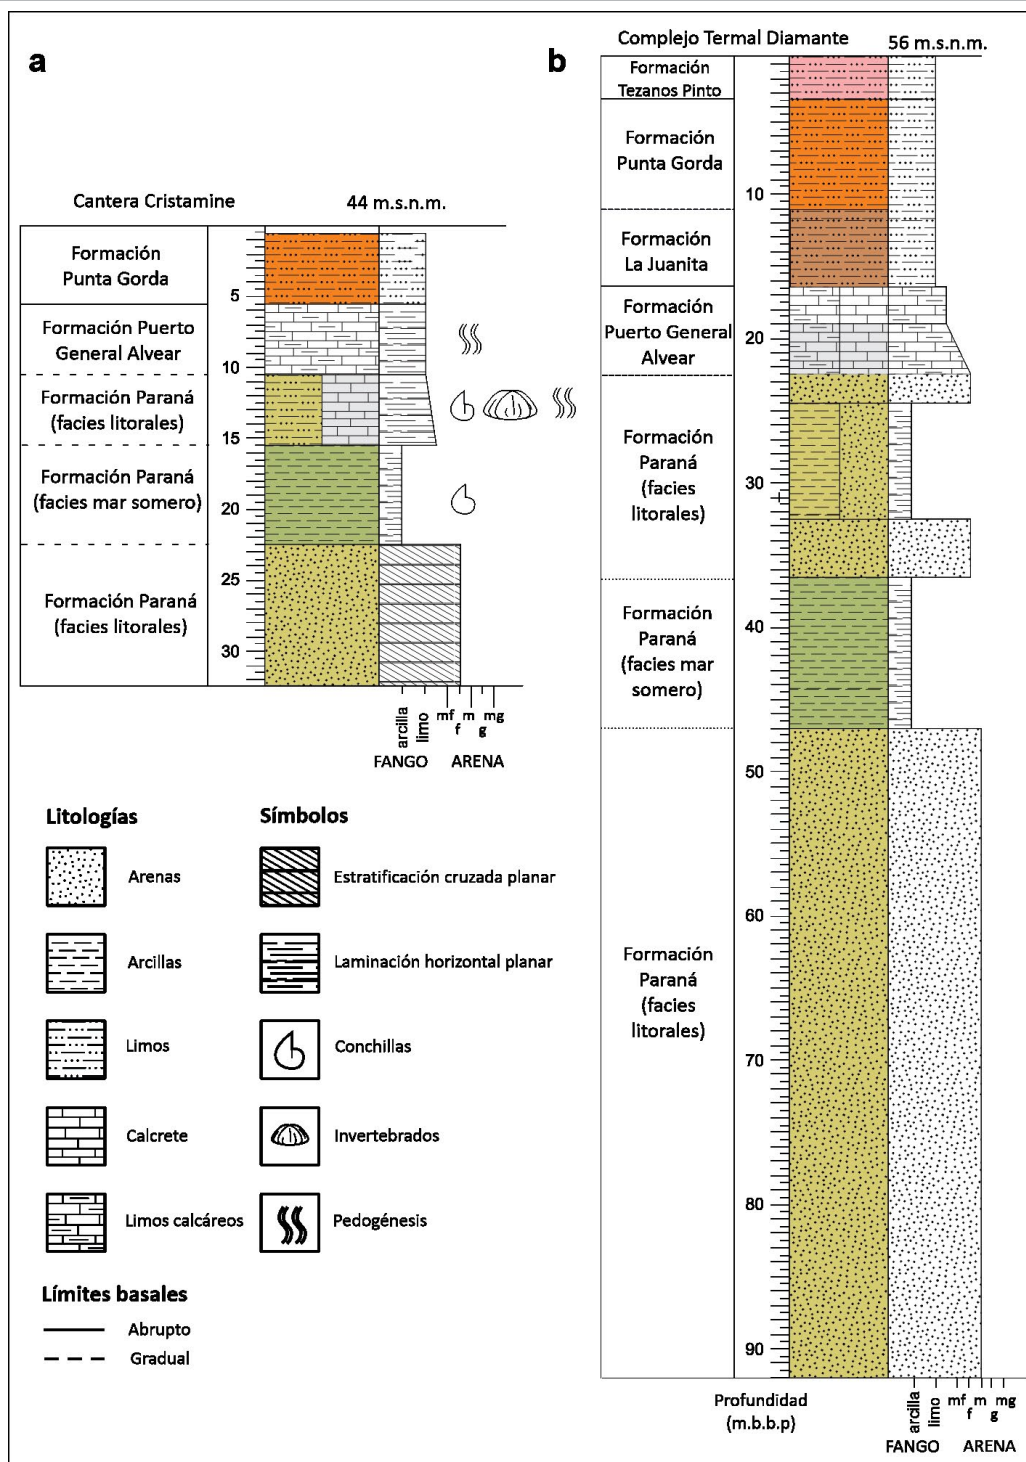 a
Cantera Cristamine
44 m.s.n.m.
Formación
Punta Gorda
Formación Puerto
General Alvear
Formación Paraná
(facies litorales)
Formación Paraná
(facies mar somero)
Formación Paraná
(facies litorales)
5
10
15
20
25
30
arcilla
limo
mf
f
m
g
mg
FANGO
ARENA
b
Complejo Termal Diamante
56 m.s.n.m.
Formación
Tezanos Pinto
Formación
Punta Gorda
Formación
La Juanita
Formación
Puerto General
Alvear
Formación
Paraná
(facies
litorales)
Formación
Paraná
(facies mar
somero)
Formación
Paraná
(facies
litorales)
10
20
30
40
50
60
70
80
90
Profundidad
(m.b.b.p)
arcilla
limo
mf
f
m
g
mg
FANGO
ARENA
Litologías
Arenas
Arcillas
Limos
Calcrete
Limos calcáreos
Símbolos
Estratificación cruzada planar
Laminación horizontal planar
Conchillas
Invertebrados
Pedogénesis
Límites basales
Abrupto
Gradual